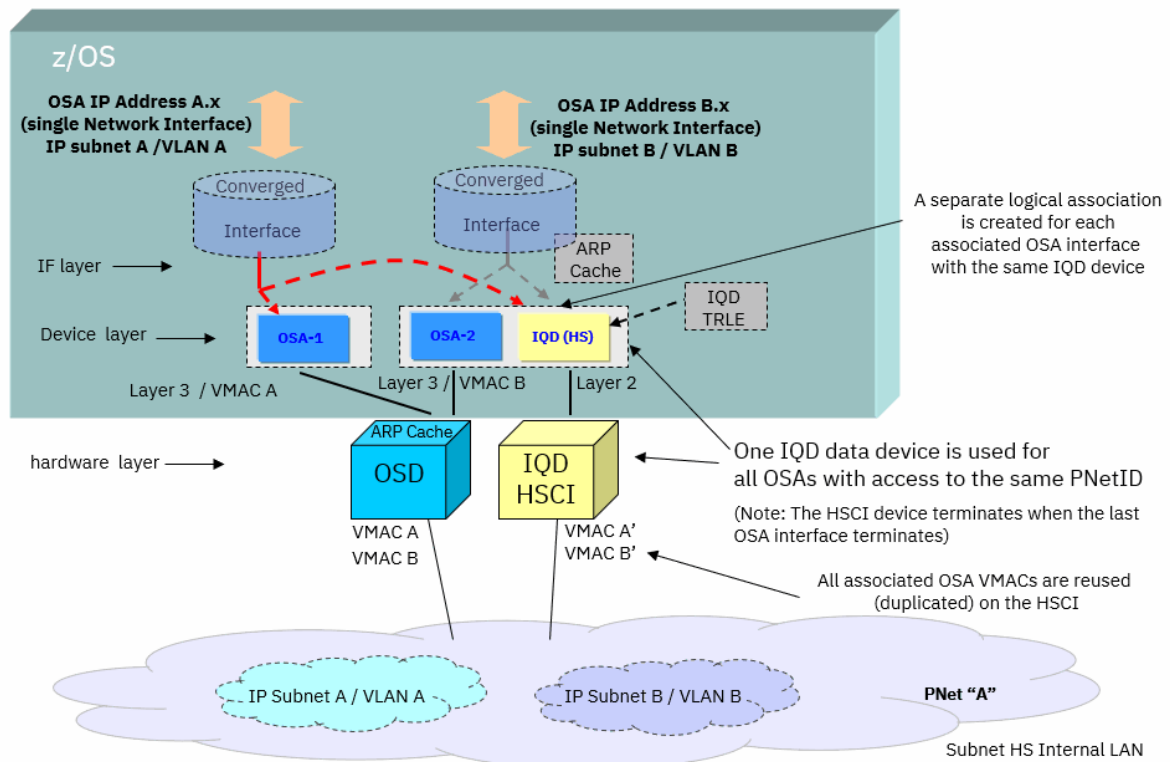 z/OS
OSA IP Address A.x
(single Network Interface)
IP subnet A /VLAN A
OSA IP Address B.x
(single Network Interface)
IP subnet B / VLAN B
Converged
Interface
Converged
Interface
ARP
Cache
A separate logical association
is created for each
associated OSA interface
with the same IQD device
IF layer
IQD
TRLE
Device layer
OSA-1
OSA-2
IQD (HS)
Layer 3 / VMAC A
Layer 3 / VMAC B
Layer 2
hardware layer
ARP Cache
OSD
IQD
HSCI
One IQD data device is used for
all OSAs with access to the same PNetID
(Note: The HSCI device terminates when the last
OSA interface terminates)
VMAC A
VMAC B
VMAC A’
VMAC B’
All associated OSA VMACs are reused
(duplicated) on the HSCI
IP Subnet A / VLAN A
IP Subnet B / VLAN B
PNet “A”
Subnet HS Internal LAN